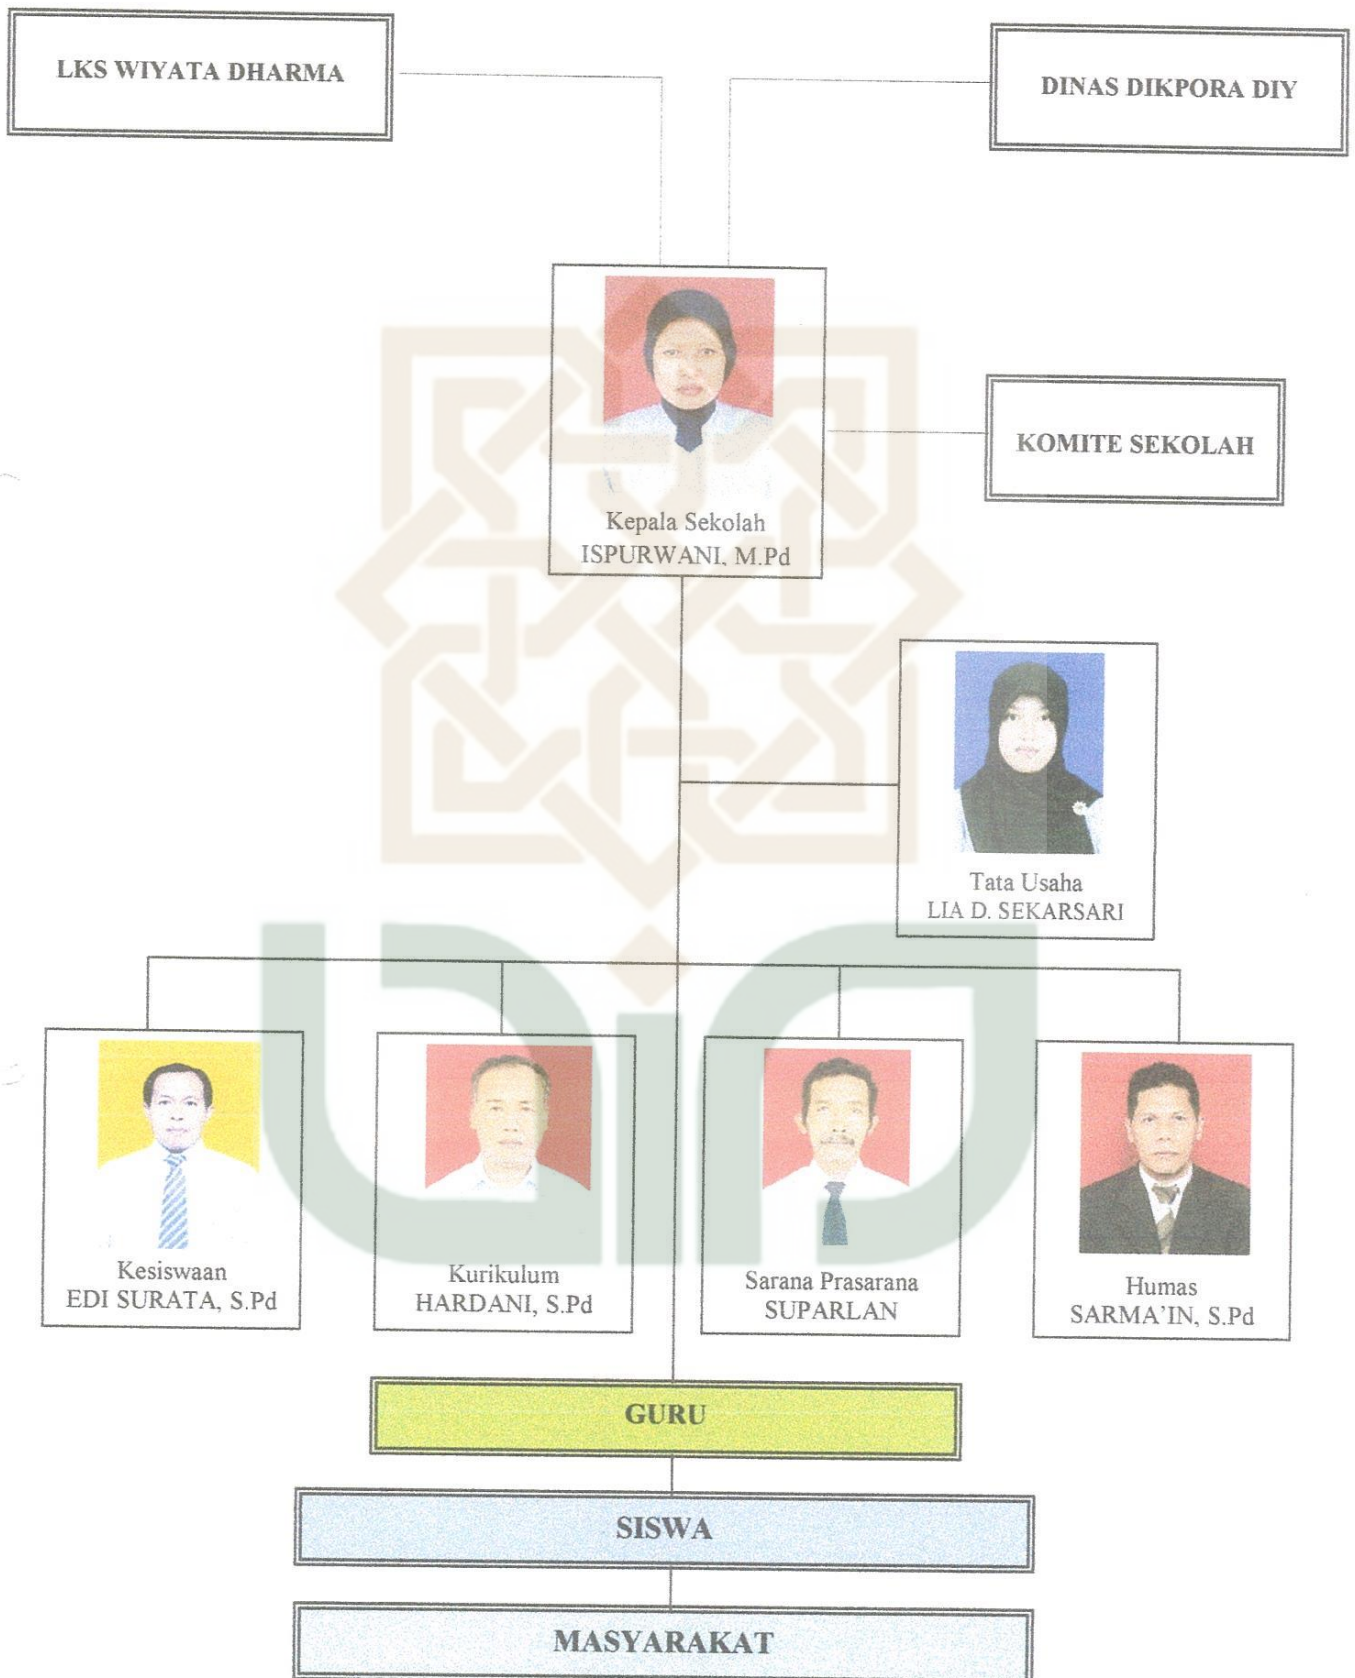 LKS WIYATA DHARMA
DINAS DIKPORA DIY
Kepala Sekolah
ISPURWANI, M.Pd
KOMITE SEKOLAH
Tata Usaha
LIA D. SEKARSARI
Kesiswaan
EDI SURATA, S.Pd
Kurikulum
HARDANI, S.Pd
Sarana Prasarana
SUPARLAN
Humas
SARMA’IN, S.Pd
GURU
SISWA
MASYARAKAT